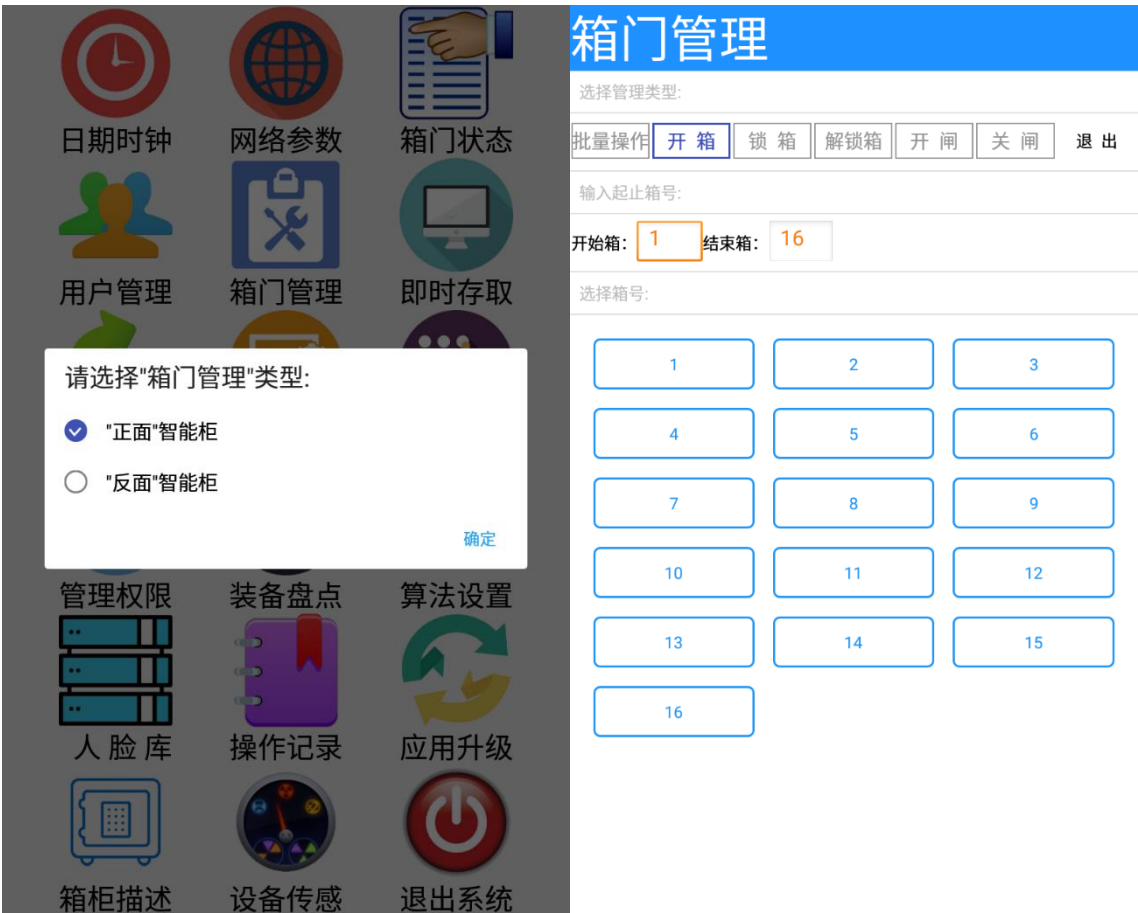 日期时钟 网络参数 箱门状态
用户管理 箱门管理 即时存取
请选择"箱门管理"类型:
"正面"智能柜
"反面"智能柜
确定
管理权限 装备盘点 算法设置
人脸库 操作记录 应用升级
箱柜描述 设备传感 退出系统
箱门管理
选择管理类型:
批量操作 开 箱 锁 箱 解锁箱 开 闸 关 闸 退 出
输入起止箱号:
开始箱: 1 结束箱: 16
选择箱号:
1 2 3
4 5 6
7 8 9
10 11 12
13 14 15
16